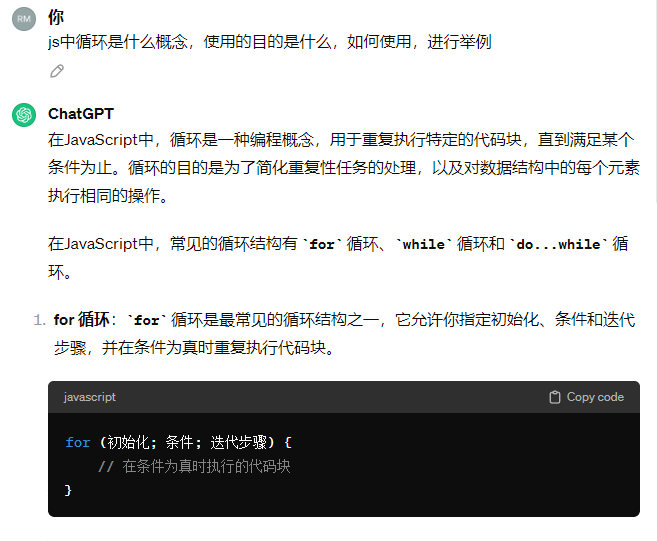 RM
你
js中循环是什么概念，使用的目的是什么，如何使用，进行举例
ChatGPT
在JavaScript中，循环是一种编程概念，用于重复执行特定的代码块，直到满足某个
条件为止。循环的目的是为了简化重复性任务的处理，以及对数据结构中的每个元素
执行相同的操作。
在JavaScript中，常见的循环结构有 `for` 循环、`while` 循环和 `do...while` 循
环。
1. for 循环：`for` 循环是最常见的循环结构之一，它允许你指定初始化、条件和迭代
步骤，并在条件为真时重复执行代码块。
javascript
Copy code
for (初始化; 条件; 迭代步骤) {
// 在条件为真时执行的代码块
}